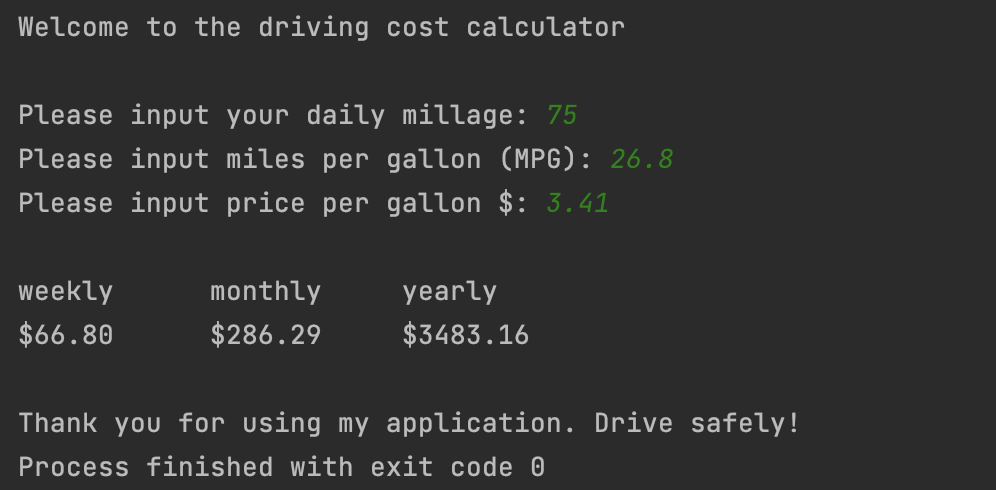 Welcome to the driving cost calculator
Please input your daily millage: 75
Please input miles per gallon (MPG): 26.8
Please input price per gallon $: 3.41
weekly monthly yearly
$66.80 $286.29 $3483.16
Thank you for using my application. Drive safely!
Process finished with exit code 0